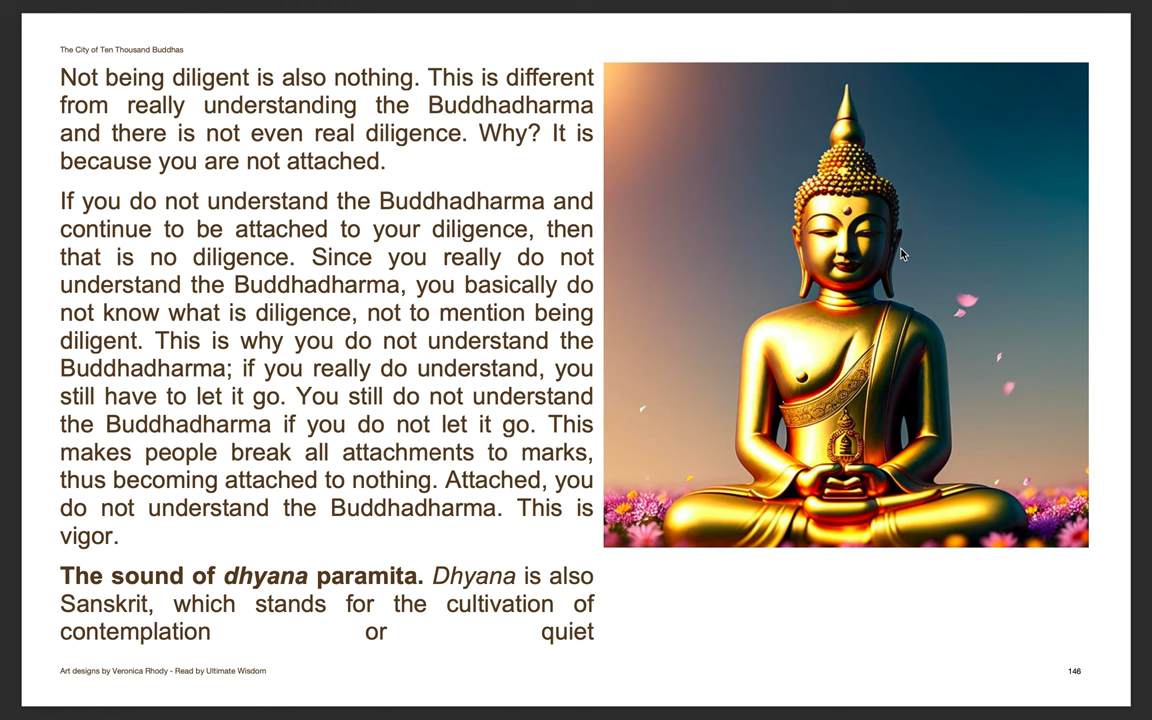 The City of Ten Thousand Buddhas
Not being diligent is also nothing. This is different
from really understanding the Buddhadharma
and there is not even real diligence. Why? It is
because you are not attached.
If you do not understand the Buddhadharma and
continue to be attached to your diligence, then
that is no diligence. Since you really do not
understand the Buddhadharma, you basically do
not know what is diligence, not to mention being
diligent. This is why you do not understand the
Buddhadharma; if you really do understand, you
still have to let it go. You still do not understand
the Buddhadharma if you do not let it go. This
makes people break all attachments to marks,
thus becoming attached to nothing. Attached, you
do not understand the Buddhadharma. This is
vigor.
The sound of dhyana paramita. Dhyana is also
Sanskrit, which stands for the cultivation of
contemplation or quiet
Art designs by Veronica Rhody - Read by Ultimate Wisdom
146